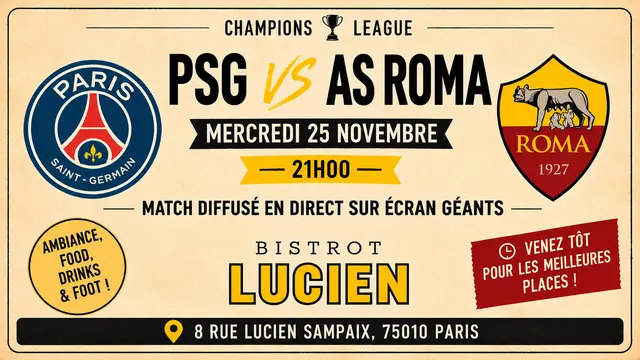 CHAMPIONS LEAGUE
PSG VS AS ROMA
PARIS
SAINT-GERMAIN
ROMA
1927
MERCREDI 25 NOVEMBRE
21H00
MATCH DIFFUSÉ EN DIRECT SUR ÉCRAN GÉANTS
AMBIANCE,
FOOD,
DRINKS
& FOOT !
BISTROT
LUCIEN
VENEZ TÔT
POUR LES MEILLEURES
PLACES !
8 RUE LUCIEN SAMPAIX, 75010 PARIS